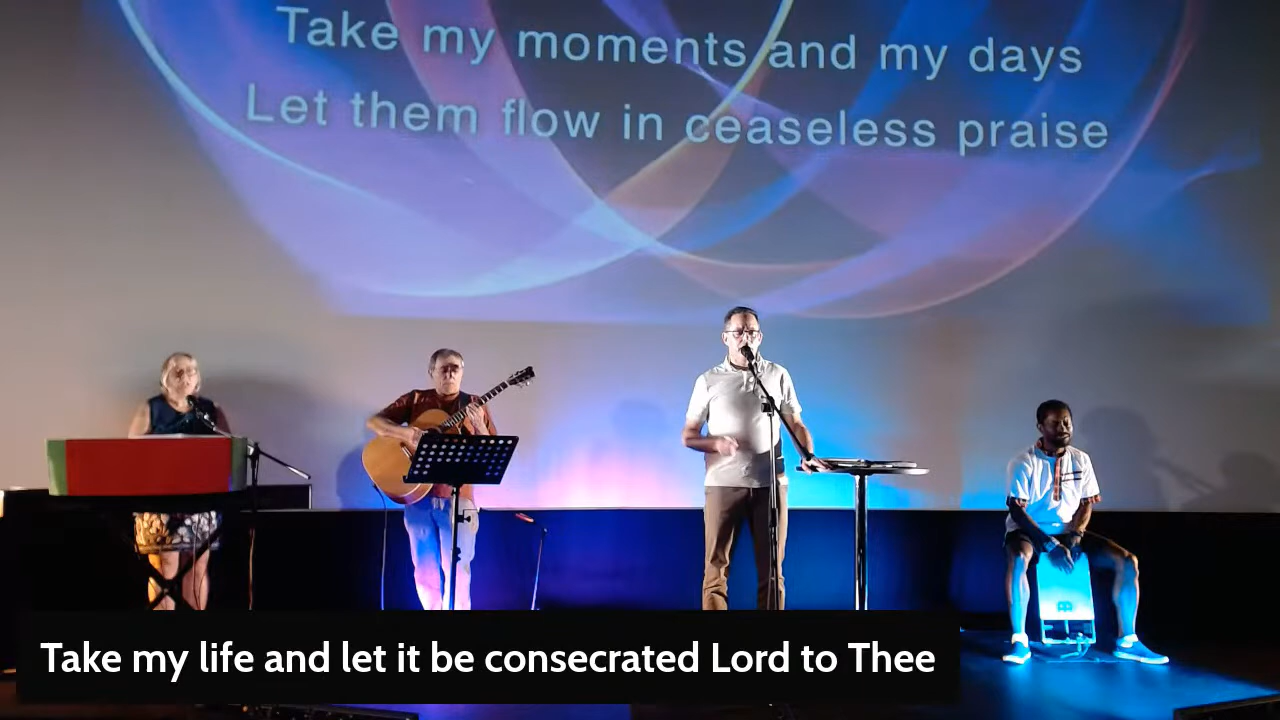 Take my moments and my days
Let them flow in ceaseless praise
Take my life and let it be consecrated Lord to Thee